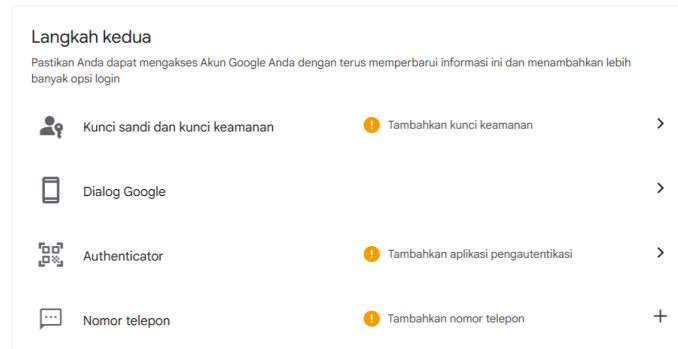 Langkah kedua
Pastikan Anda dapat mengakses Akun Google Anda dengan terus memperbarui informasi ini dan menambahkan lebih
banyak opsi login
Kunci sandi dan kunci keamanan
Tambahkan kunci keamanan
Dialog Google
Authenticator
Tambahkan aplikasi pengautentikasi
Nomor telepon
Tambahkan nomor telepon